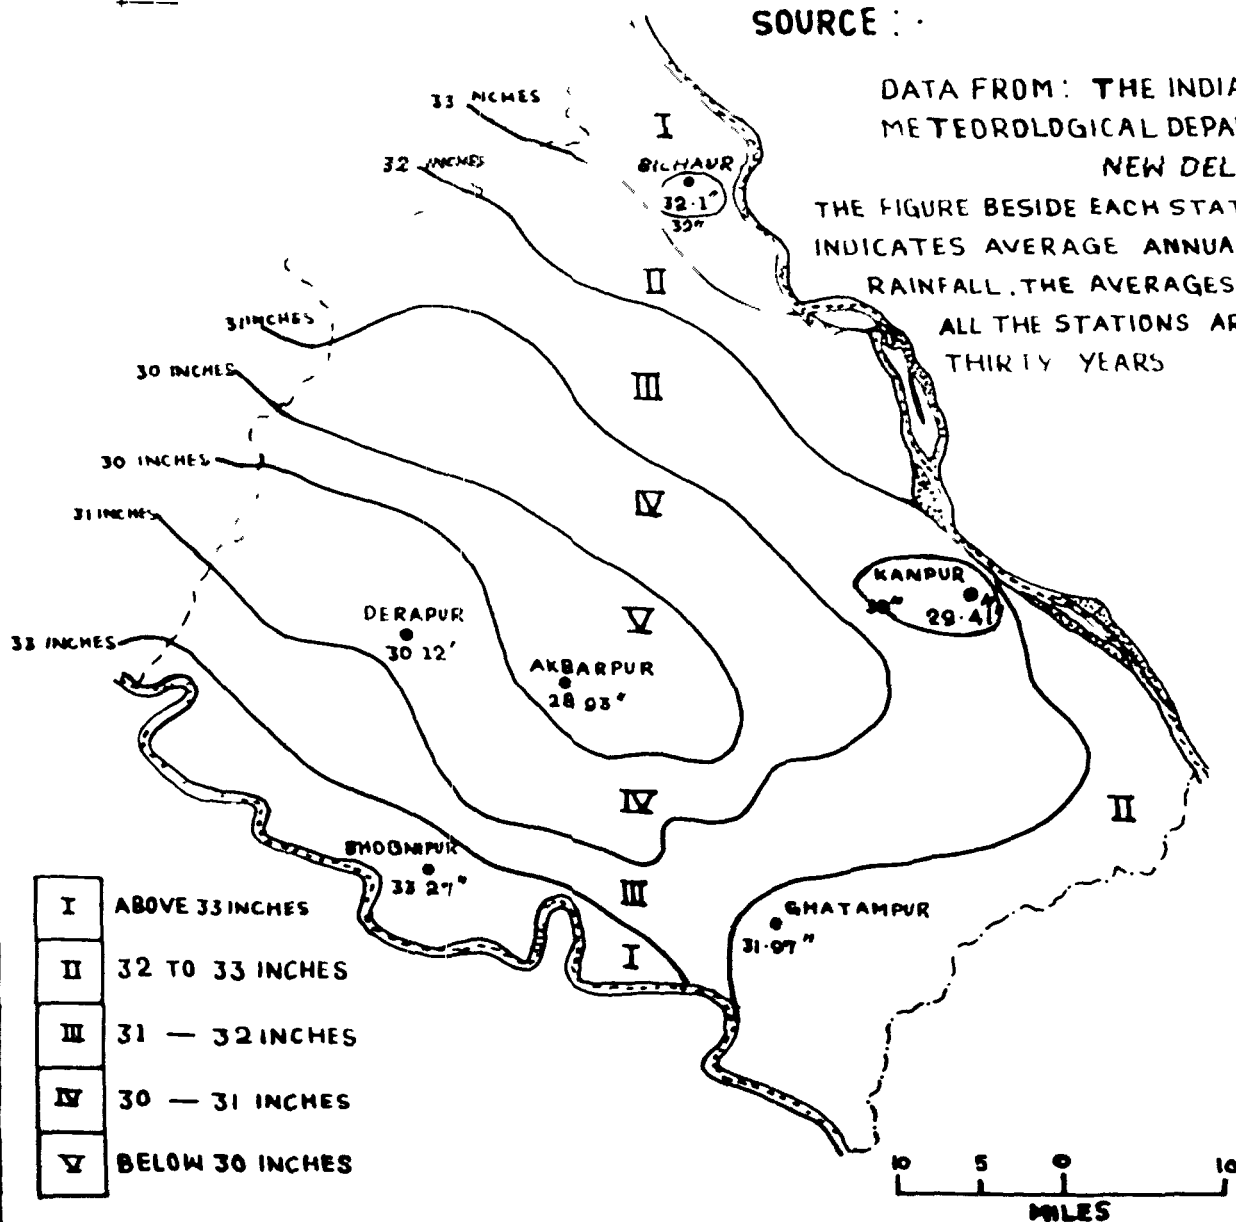 SOURCE :
DATA FROM: THE INDIA
METEOROLOGICAL DEPA
NEW DEL
THE FIGURE BESIDE EACH STAT
INDICATES AVERAGE ANNUA
RAINFALL. THE AVERAGES
ALL THE STATIONS AR
THIRTY YEARS
33 INCHES
I
32 INCHES
BILHAUR
32.1"
II
31 INCHES
30 INCHES
III
30 INCHES
IV
31 INCHES
KANPUR
DERAPUR
30 12'
V
33 INCHES
AKBARPUR
28 93"
IV
II
BHOGNIPUR
33 27"
III
GHATAMPUR
31.97"
I
I ABOVE 33 INCHES
II 32 TO 33 INCHES
III 31 — 32 INCHES
IV 30 — 31 INCHES
V BELOW 30 INCHES
10 5 0 10
MILES